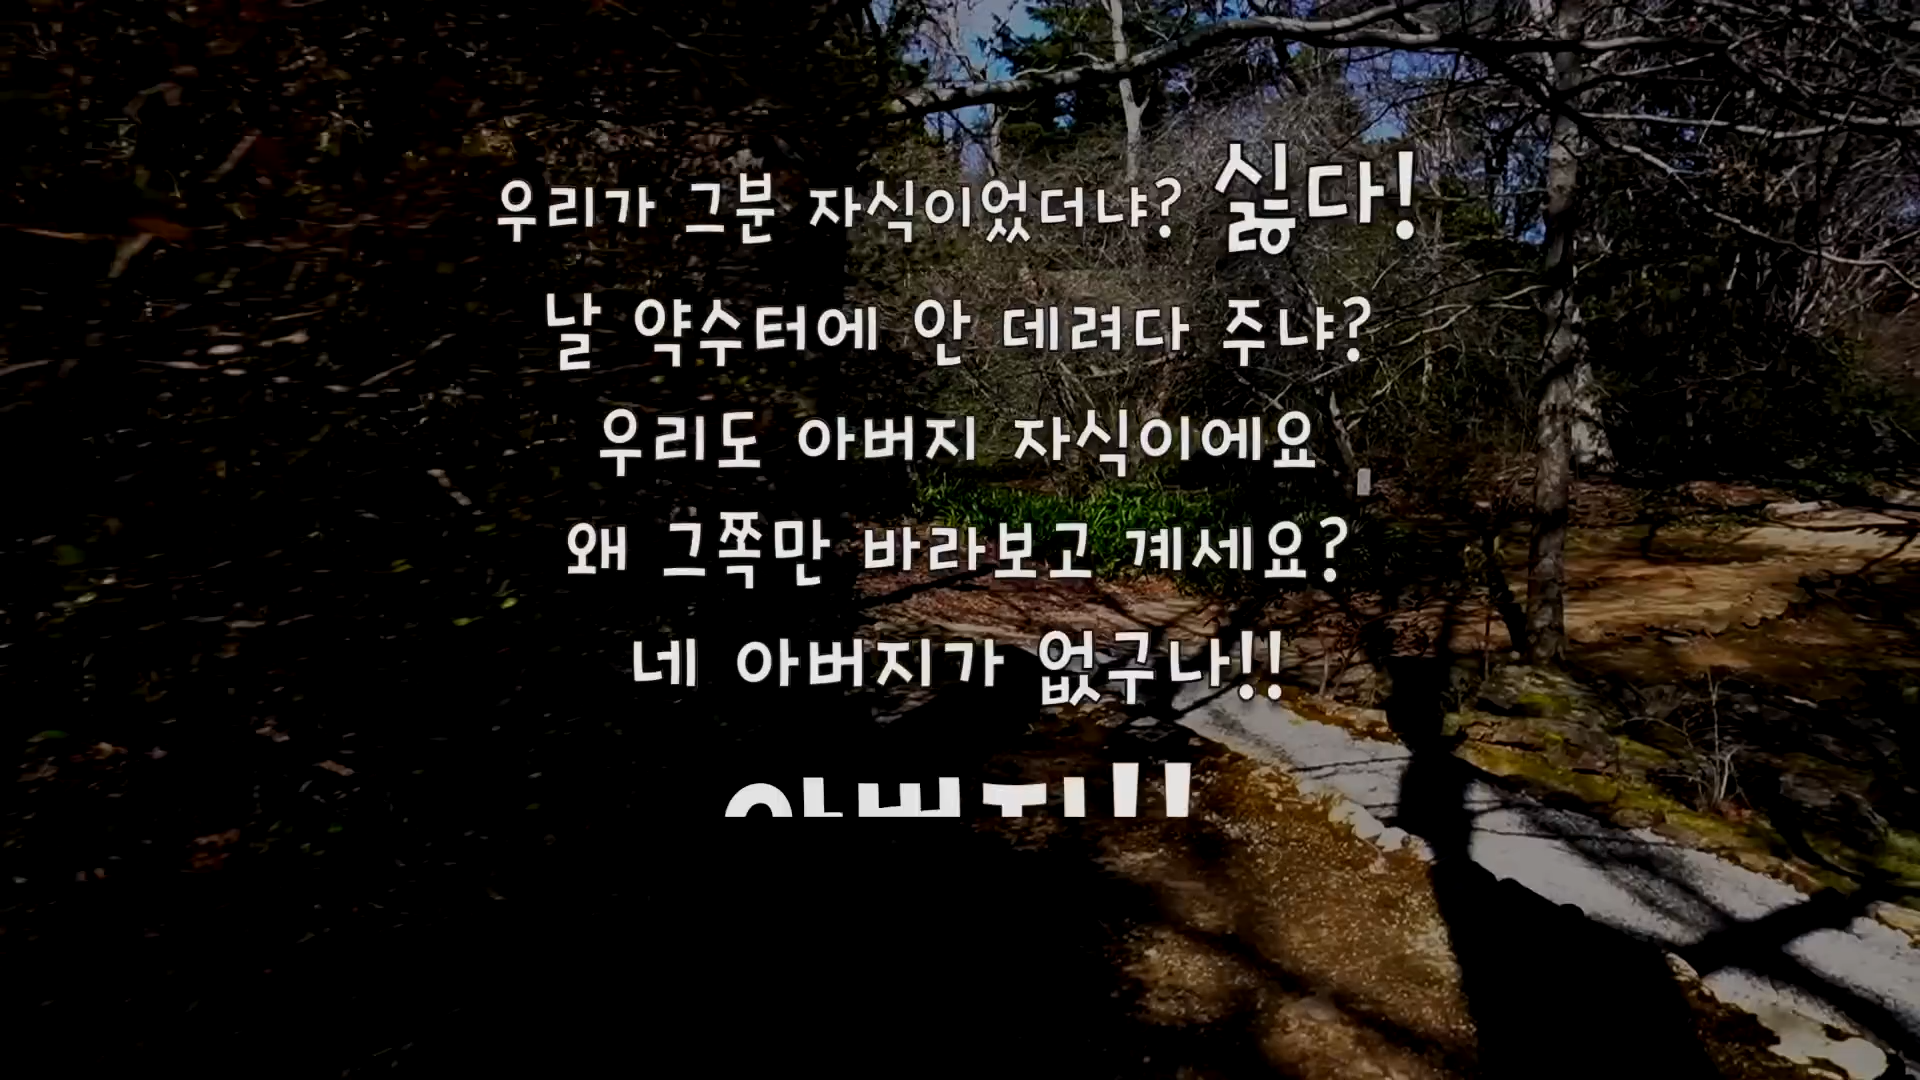 우리가 그분 자식이었더냐? 싫다!
날 약수터에 안 데려다 주냐?
우리도 아버지 자식이에요
왜 그쪽만 바라보고 계세요?
네 아버지가 없구나!!